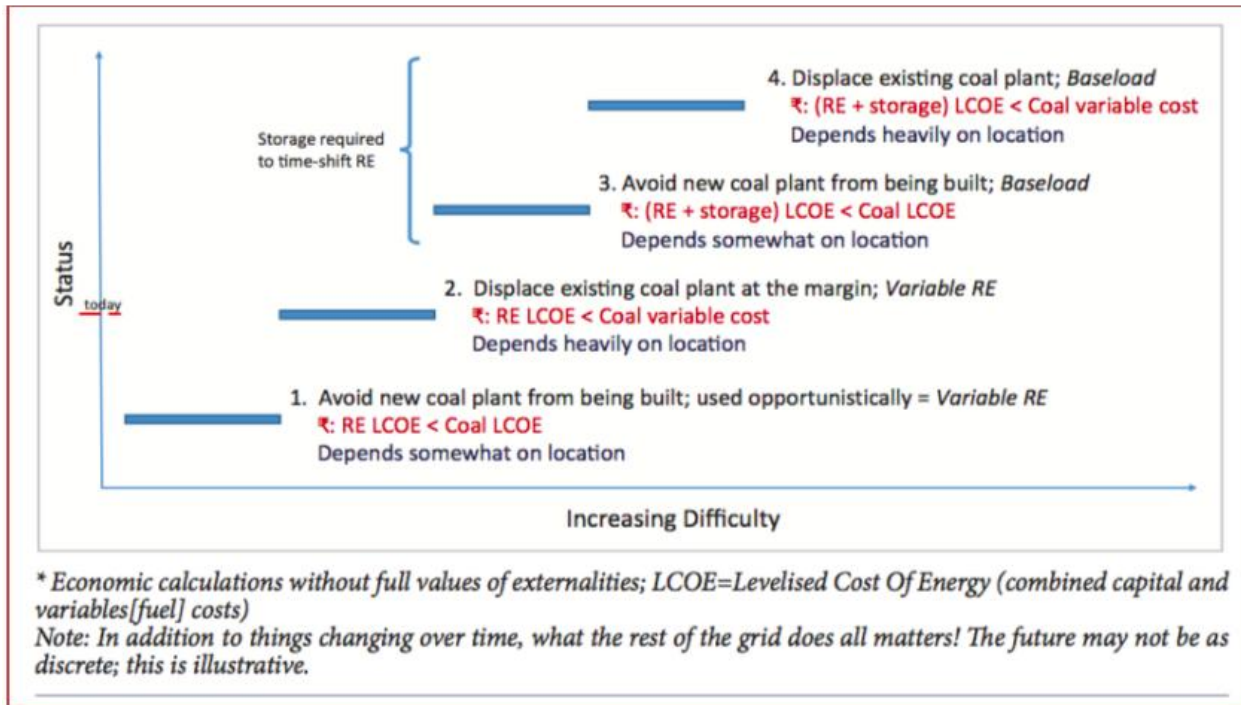 4. Displace existing coal plant; Baseload
₹: (RE + storage) LCOE < Coal variable cost
Depends heavily on location
Storage required
to time-shift RE
3. Avoid new coal plant from being built; Baseload
₹: (RE + storage) LCOE < Coal LCOE
Depends somewhat on location
Status
today
2. Displace existing coal plant at the margin; Variable RE
₹: RE LCOE < Coal variable cost
Depends heavily on location
1. Avoid new coal plant from being built; used opportunistically = Variable RE
₹: RE LCOE < Coal LCOE
Depends somewhat on location
Increasing Difficulty
* Economic calculations without full values of externalities; LCOE=Levelised Cost Of Energy (combined capital and
variables[fuel] costs)
Note: In addition to things changing over time, what the rest of the grid does all matters! The future may not be as
discrete; this is illustrative.